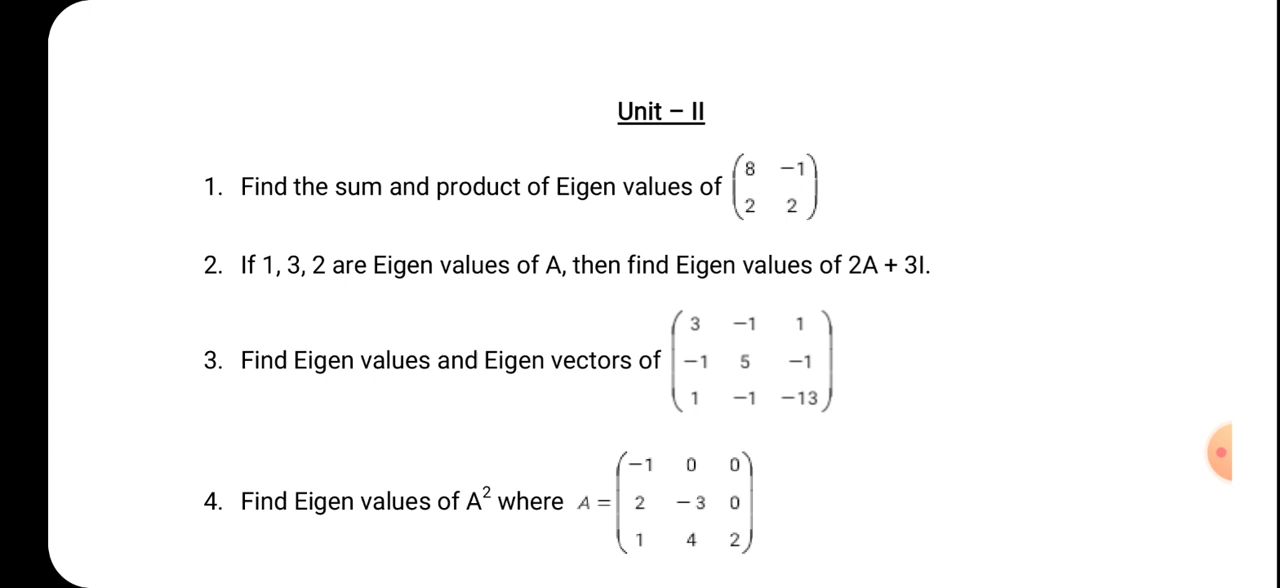 Unit – II
1. Find the sum and product of Eigen values of (8 −1
2 2)
2. If 1, 3, 2 are Eigen values of A, then find Eigen values of 2A + 3I.
3. Find Eigen values and Eigen vectors of (3 −1 1
−1 5 −1
1 −1 −13)
4. Find Eigen values of A² where A = (−1 0 0
2 −3 0
1 4 2)